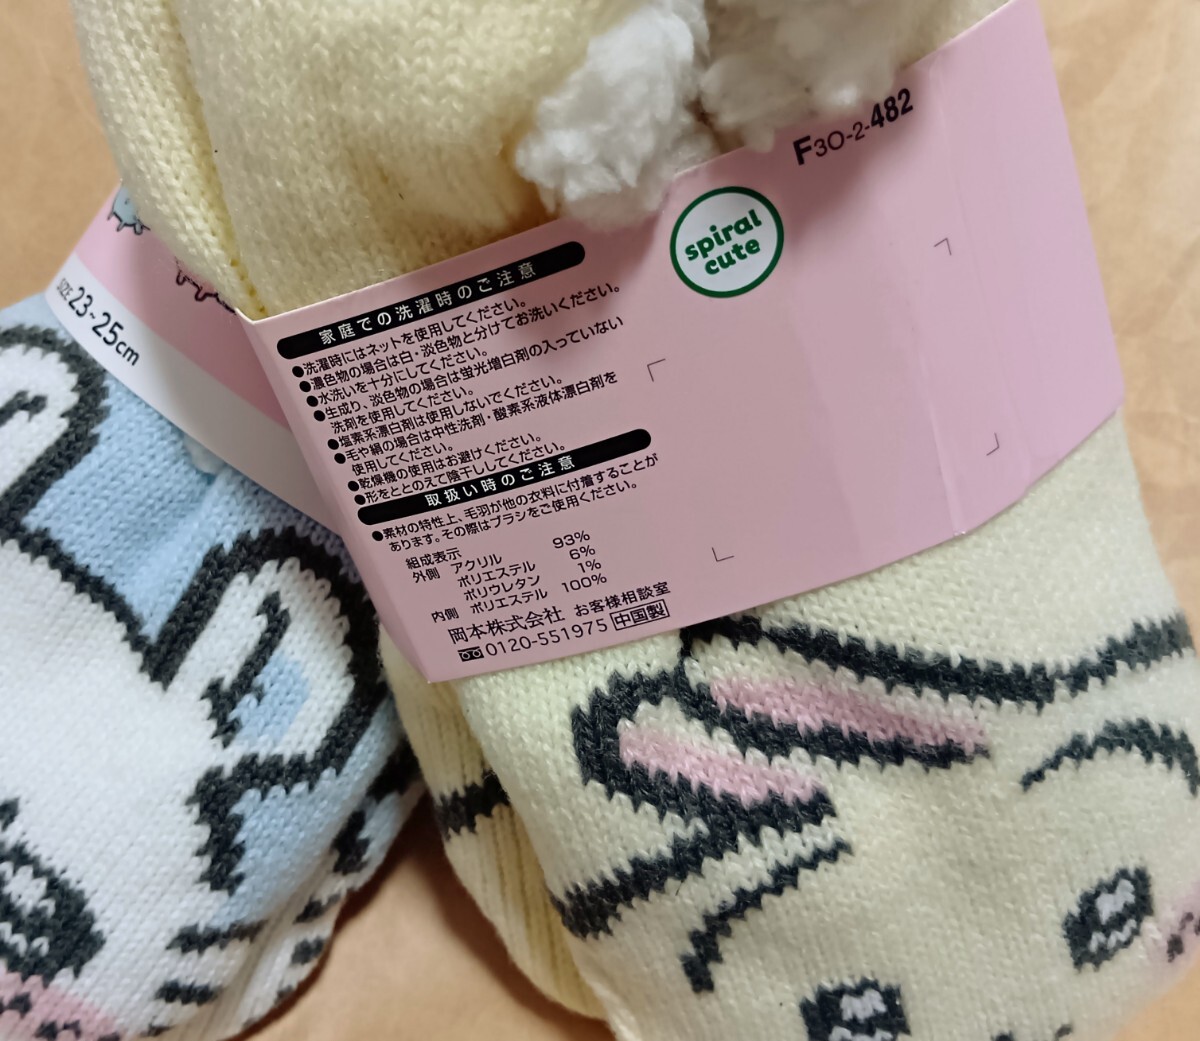 F30-2-482
spiral
cute
SIZE 23~25cm
家庭での洗濯時のご注意
●洗濯時にはネットを使用してください。
●濃色物の場合は白・淡色物と分けてお洗いください。
●水洗いを十分にしてください。
●生成り、淡色物の場合は蛍光増白剤の入っていない
洗剤を使用してください。
●塩素系漂白剤は使用しないでください。
●毛や絹の場合は中性洗剤・酸素系液体漂白剤を
使用してください。
●乾燥機の使用はお避けください。
●形をととのえて陰干ししてください。
取扱い時のご注意
●素材の特性上、毛羽が他の衣料に付着することが
あります。その際はブラシをご使用ください。
組成表示
外側 アクリル 93%
ポリエステル 6%
ポリウレタン 1%
内側 ポリエステル 100%
岡本株式会社 お客様相談室
0120-551975 中国製